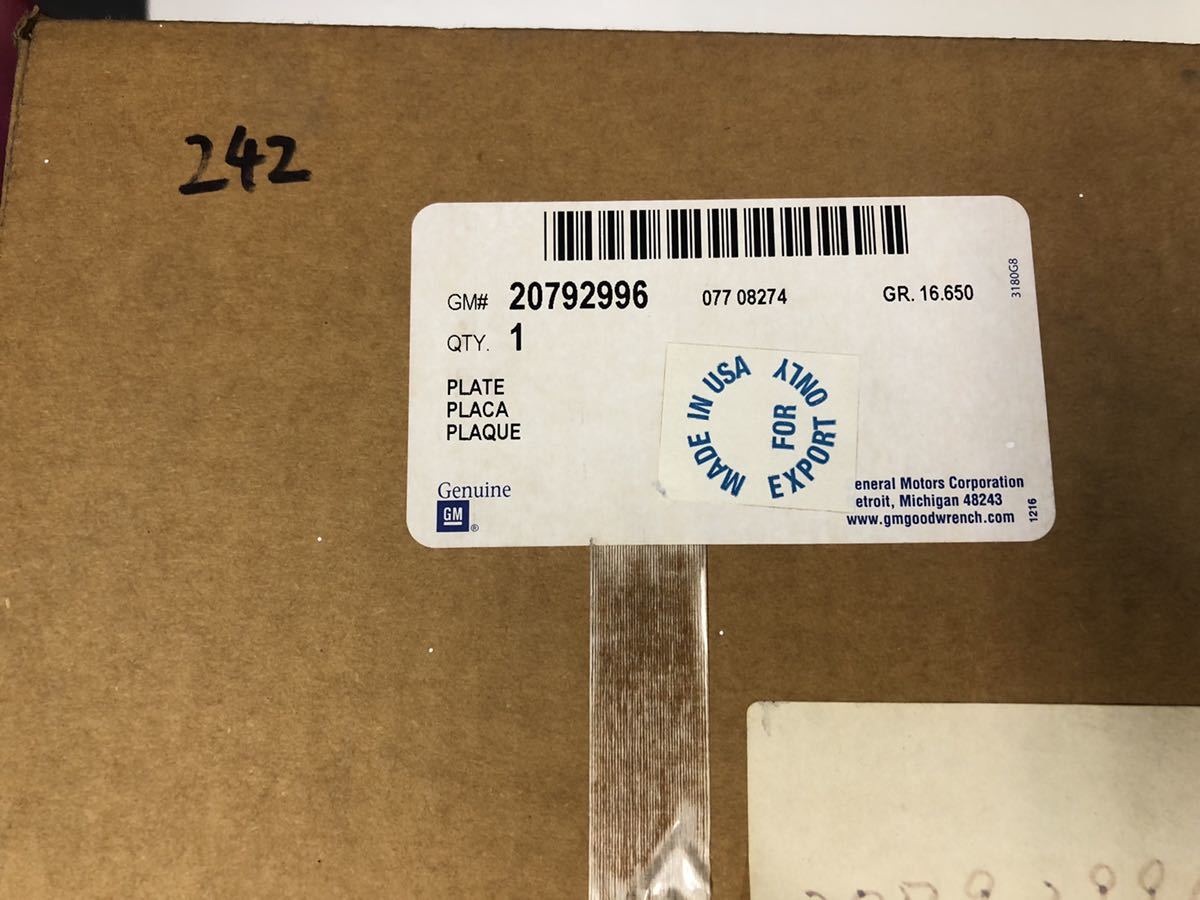 242
GM# 20792996 077 08274 GR. 16.650
3180G8
QTY. 1
PLATE
PLACA
PLAQUE
MADE IN USA
FOR EXPORT ONLY
Genuine
GM ®
eneral Motors Corporation
etroit, Michigan 48243
www.gmgoodwrench.com
1216